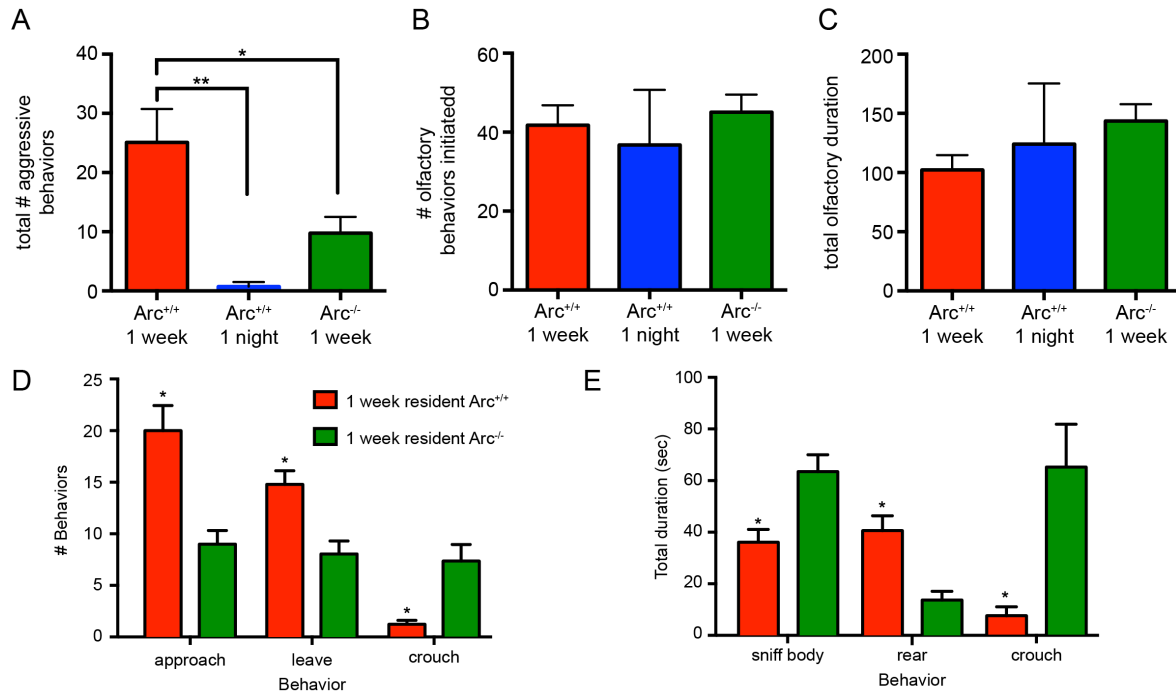 A
total # aggressive
behaviors
40
30
20
10
0
*
**
Arc+/+
1 week
Arc+/+
1 night
Arc-/-
1 week
B
# olfactory
behaviors initiatedd
60
40
20
0
Arc+/+
1 week
Arc+/+
1 night
Arc-/-
1 week
C
total olfactory duration
200
150
100
50
0
Arc+/+
1 week
Arc+/+
1 night
Arc-/-
1 week
D
# Behaviors
25
20
15
10
5
0
*
*
*
1 week resident Arc+/+
1 week resident Arc-/-
approach
leave
crouch
Behavior
E
Total duration (sec)
100
80
60
40
20
0
*
*
*
sniff body
rear
crouch
Behavior